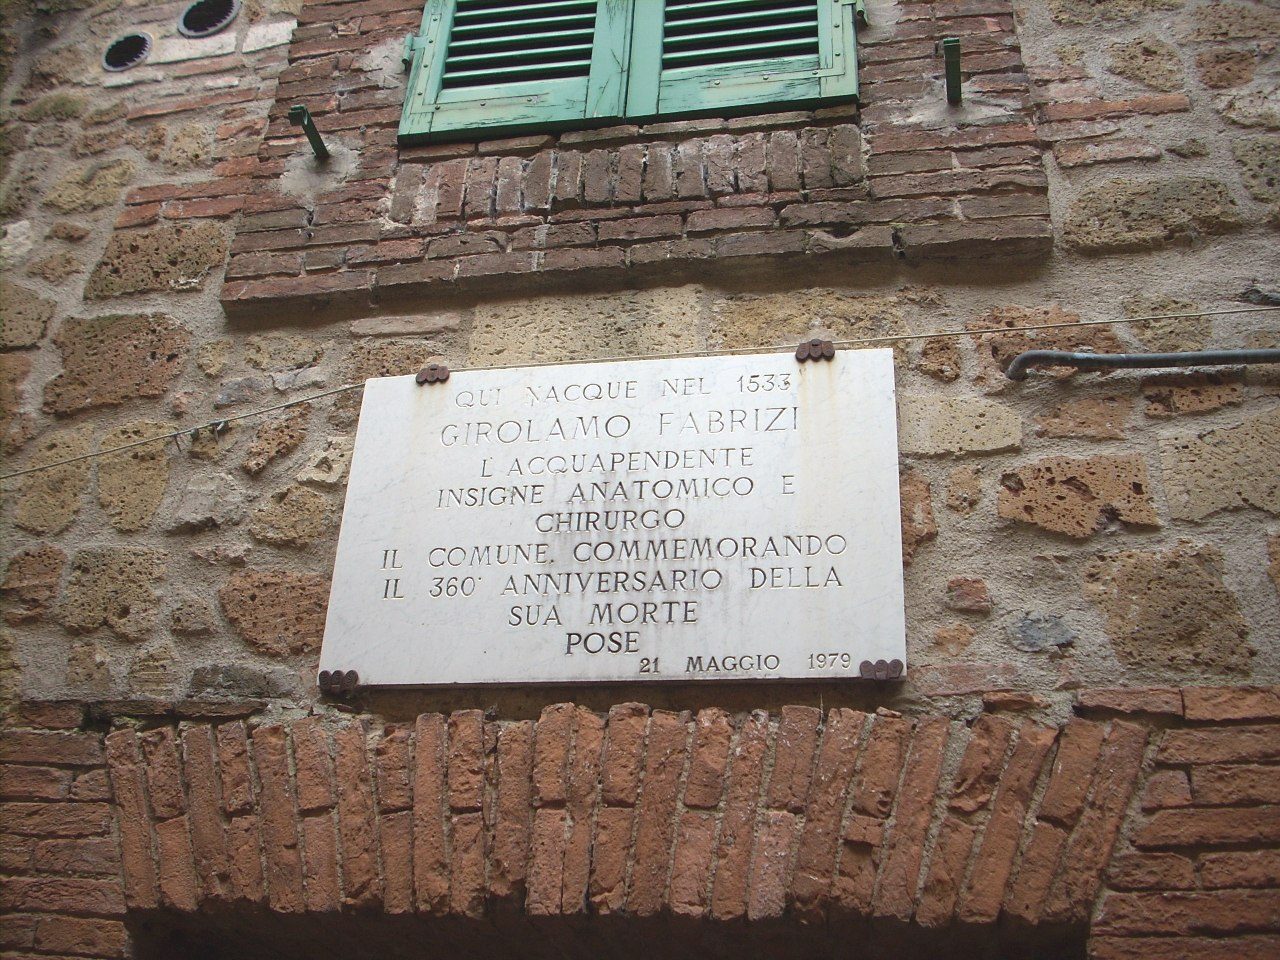 QUI NACQUE NEL 1533
GIROLAMO FABRIZI
L'ACQUAPENDENTE
INSIGNE ANATOMICO E
CHIRURGO
IL COMUNE COMMEMORANDO
IL 360° ANNIVERSARIO DELLA
SUA MORTE
POSE
21 MAGGIO 1979